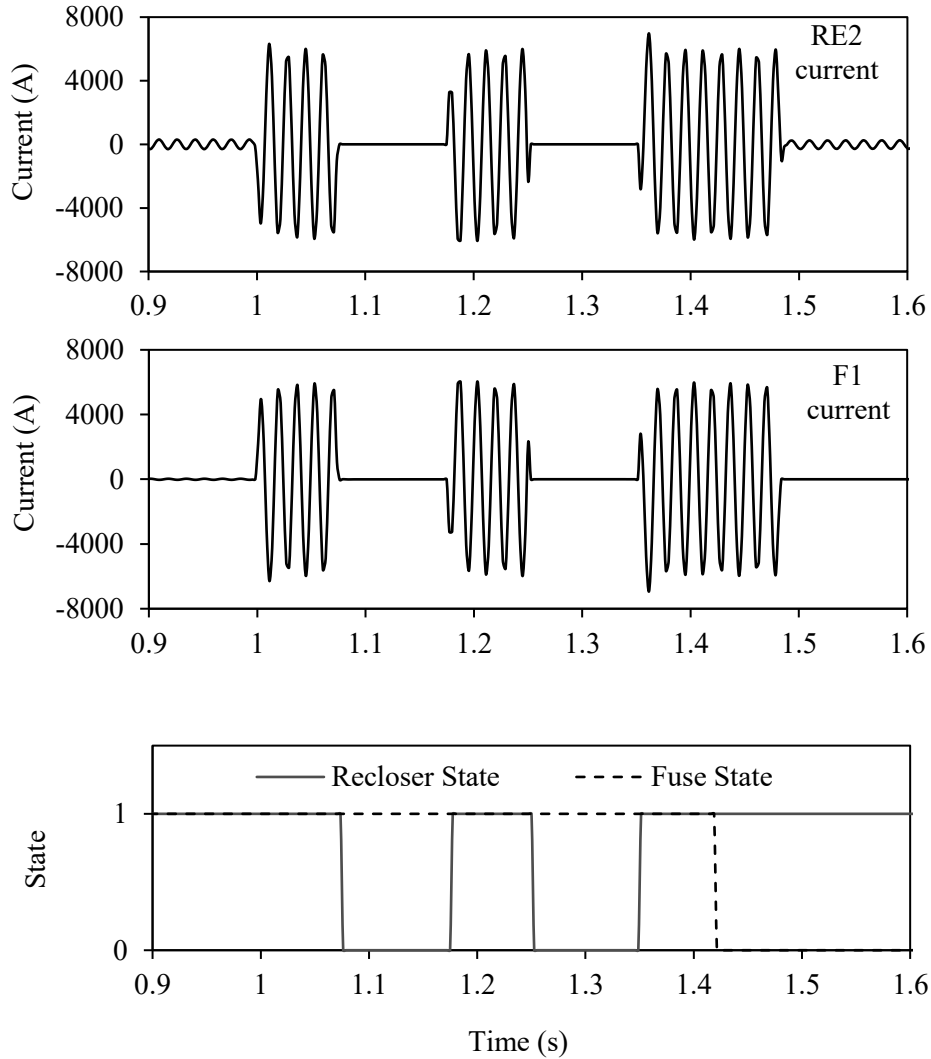 8000
4000
0
-4000
-8000
Current (A)
RE2
current
0.9 1 1.1 1.2 1.3 1.4 1.5 1.6
8000
4000
0
-4000
-8000
Current (A)
F1
current
0.9 1 1.1 1.2 1.3 1.4 1.5 1.6
Recloser State Fuse State
1
0
State
0.9 1 1.1 1.2 1.3 1.4 1.5 1.6
Time (s)